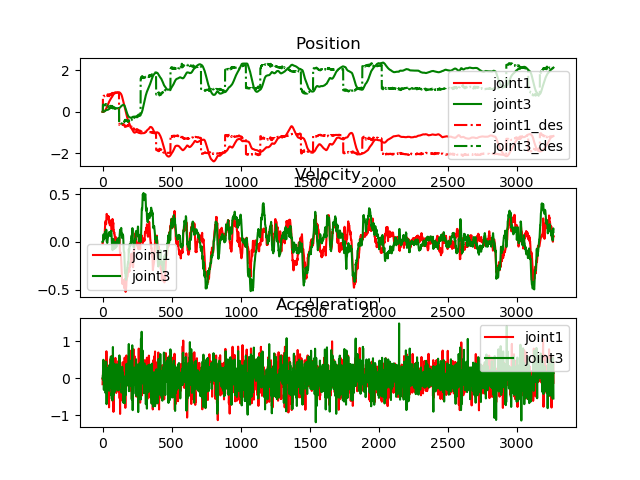 Position
2
0
−2
joint1
joint3
joint1_des
joint3_des
0 500 1000 1500 2000 2500 3000
Velocity
0.5
0.0
−0.5
joint1
joint3
0 500 1000 1500 2000 2500 3000
Acceleration
1
0
−1
joint1
joint3
0 500 1000 1500 2000 2500 3000